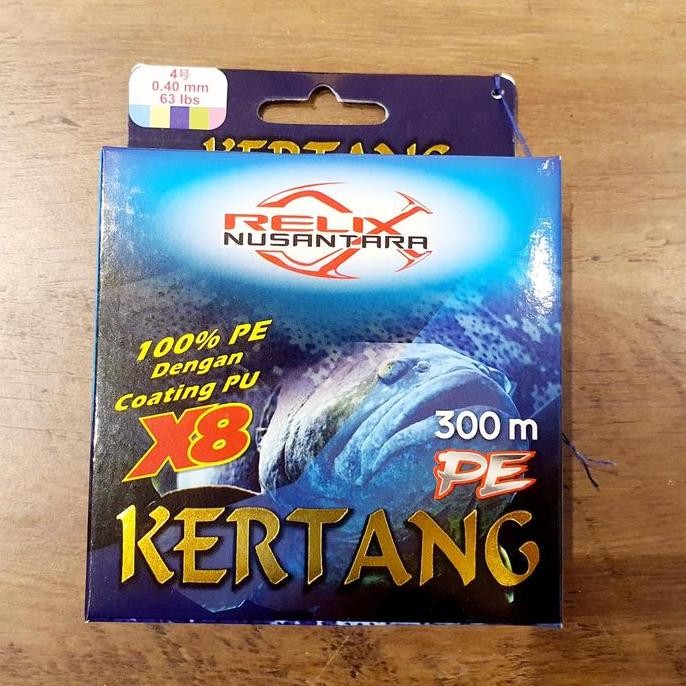 4号
0.40 mm
63 lbs
KERTANG
RELIX
NUSANTARA
100% PE
Dengan
Coating PU
X8
300 m
PE
KERTANG